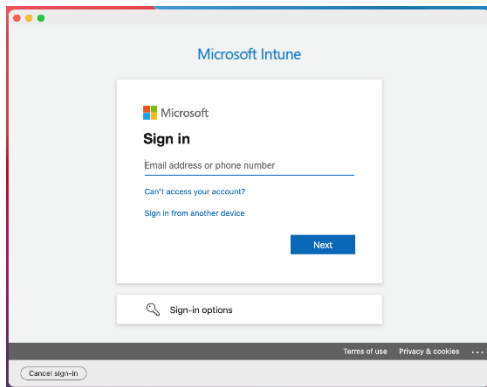 Microsoft Intune
Microsoft
Sign in
Email address or phone number
Can't access your account?
Sign in from another device
Next
Sign-in options
Terms of use Privacy & cookies ...
Cancel sign-in